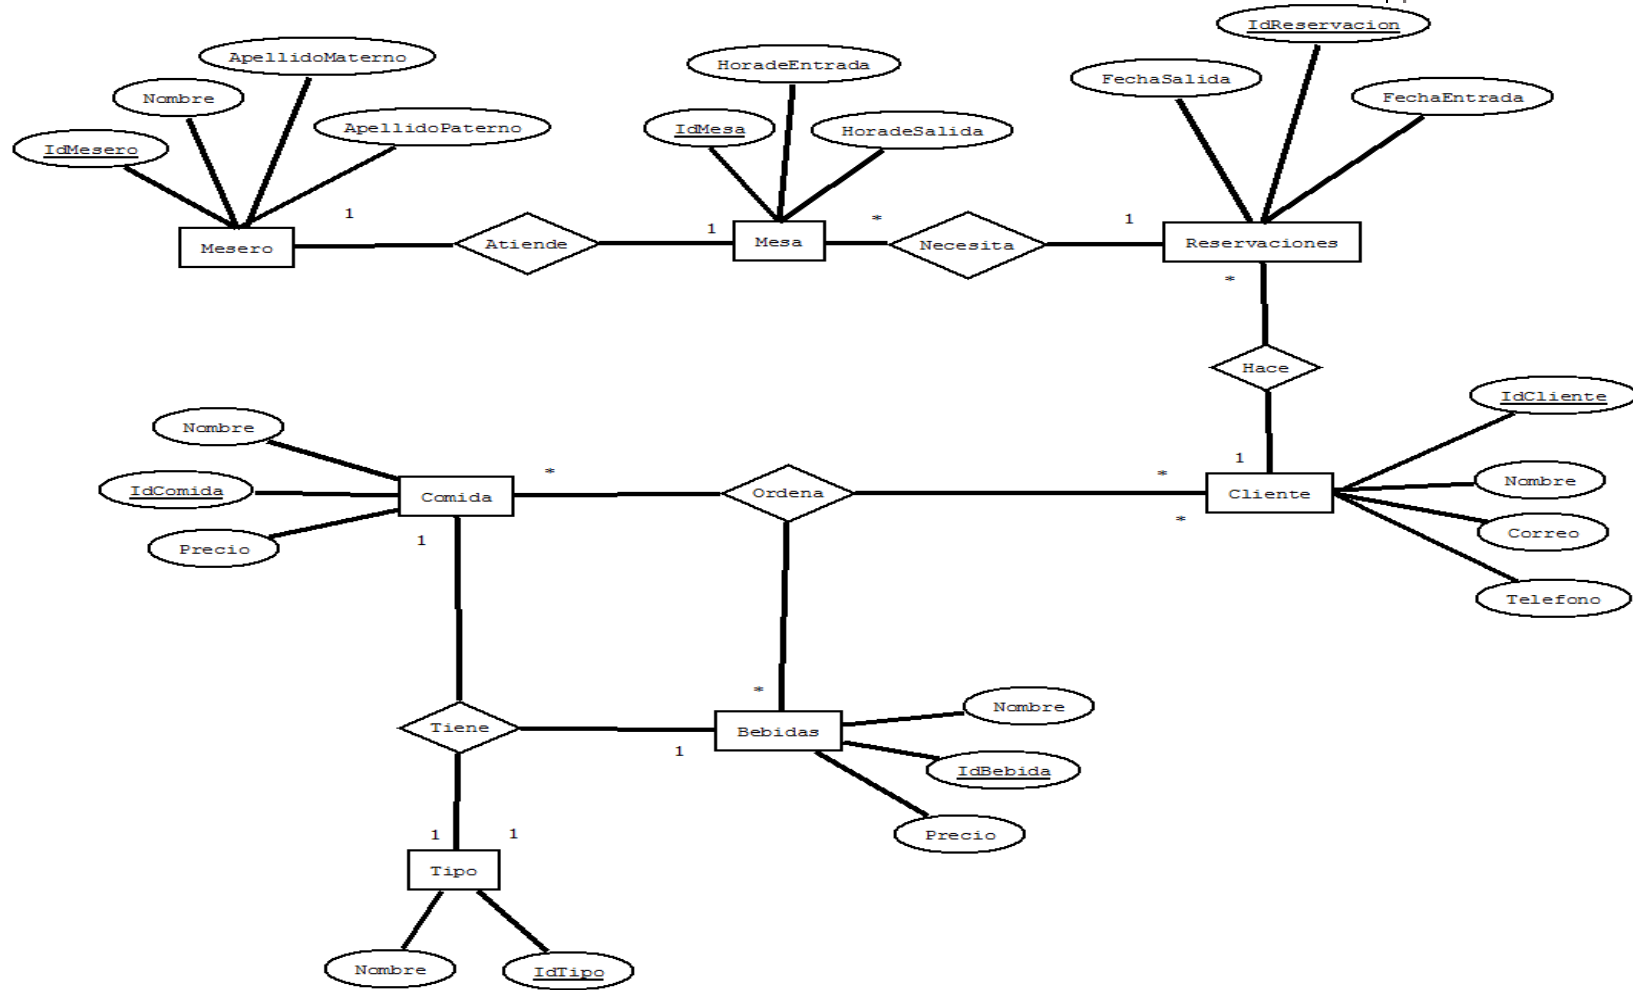 IdReservacion
ApellidoMaterno
HoradeEntrada
FechaSalida
Nombre
FechaEntrada
ApellidoPaterno
IdMesa
HoradeSalida
IdMesero
1
1
*
1
Mesero
Atiende
Mesa
Necesita
Reservaciones
*
Hace
IdCliente
Nombre
1
*
*
Nombre
IdComida
Comida
Ordena
Cliente
*
1
Correo
Precio
Telefono
*
Nombre
Tiene
Bebidas
1
IdBebida
1
1
Precio
Tipo
Nombre
IdTipo